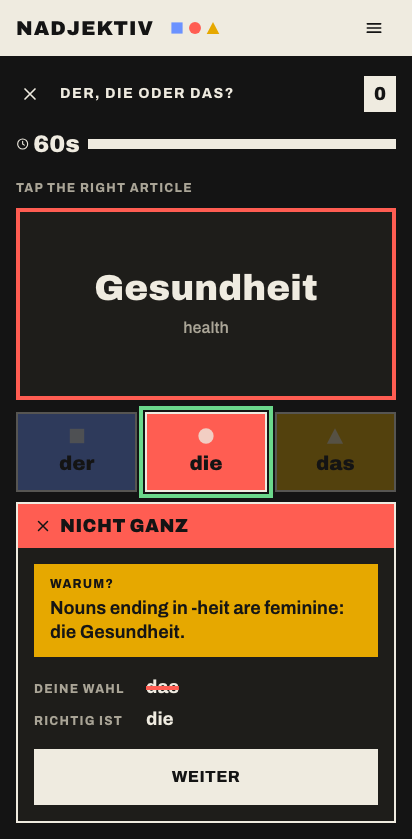 NADJEKTIV
DER, DIE ODER DAS?
0
60s
TAP THE RIGHT ARTICLE
Gesundheit
health
der
die
das
NICHT GANZ
WARUM?
Nouns ending in -heit are feminine:
die Gesundheit.
DEINE WAHL das
RICHTIG IST die
WEITER